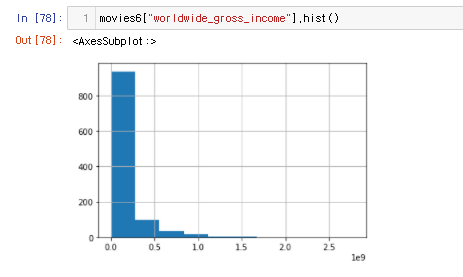 In [78]: 1 movies6["worldwide_gross_income"].hist()
Out[78]: <AxesSubplot:>
800
600
400
200
0
0.0 0.5 1.0 1.5 2.0 2.5
1e9